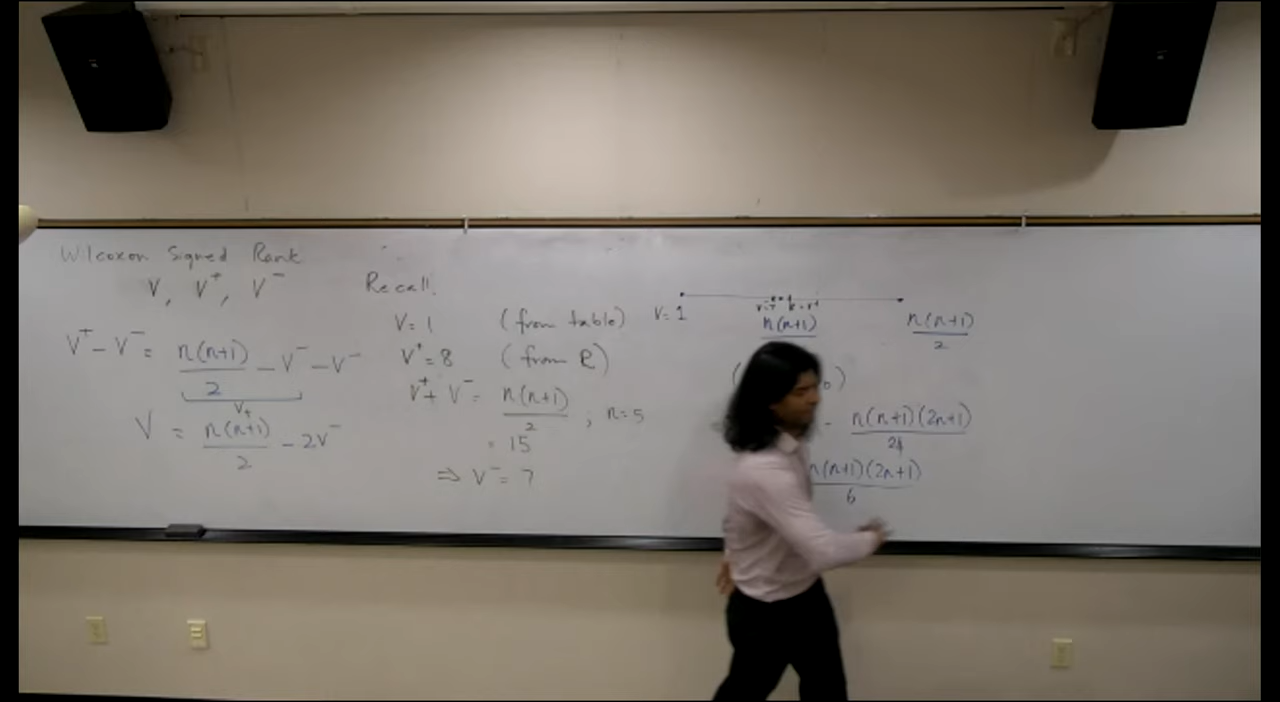 Wilcoxon Signed Rank
V, V⁺, V⁻
V⁺ - V⁻ = n(n+1)/2 - V⁻ - V⁻
V₊
V = n(n+1)/2 - 2V⁻
Recall.
V = 1 (from table)
V⁺ = 8 (from R)
V⁺ + V⁻ = n(n+1)/2 ; n = 5
= 15
⇒ V⁻ = 7
V = 1
n(n+1)
n(n+1)/2
- n(n+1)(2n+1)/24
n(n+1)(2n+1)/6